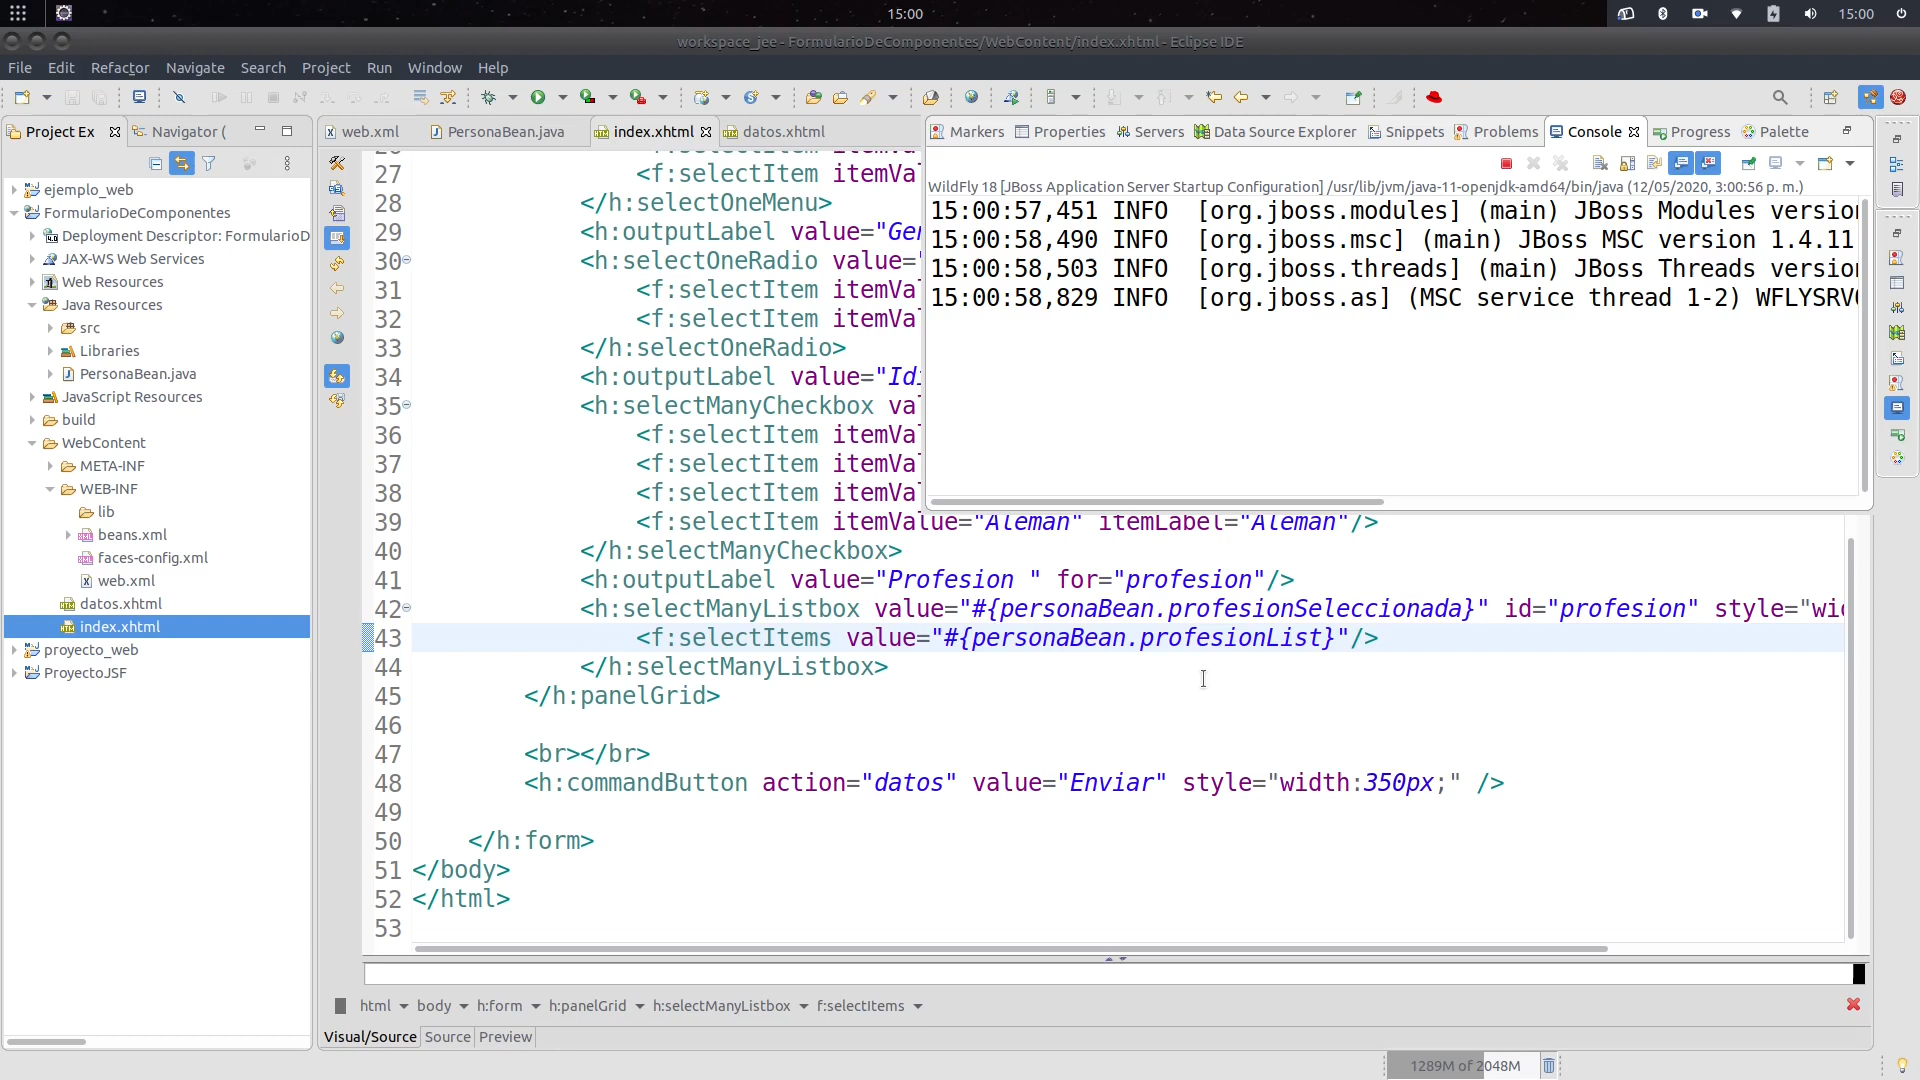 15:00
15:00
workspace_jee - FormularioDeComponentes/WebContent/index.xhtml - Eclipse IDE
File Edit Refactor Navigate Search Project Run Window Help
Project Ex
Navigator (
web.xml
PersonaBean.java
index.xhtml
datos.xhtml
Markers
Properties
Servers
Data Source Explorer
Snippets
Problems
Console
Progress
Palette
ejemplo_web
FormularioDeComponentes
Deployment Descriptor: FormularioD
JAX-WS Web Services
Web Resources
Java Resources
src
Libraries
PersonaBean.java
JavaScript Resources
build
WebContent
META-INF
WEB-INF
lib
beans.xml
faces-config.xml
web.xml
datos.xhtml
index.xhtml
proyecto_web
ProyectoJSF
WildFly 18 [JBoss Application Server Startup Configuration] /usr/lib/jvm/java-11-openjdk-amd64/bin/java (12/05/2020, 3:00:56 p. m.)
15:00:57,451 INFO  [org.jboss.modules] (main) JBoss Modules version
15:00:58,490 INFO  [org.jboss.msc] (main) JBoss MSC version 1.4.11
15:00:58,503 INFO  [org.jboss.threads] (main) JBoss Threads version
15:00:58,829 INFO  [org.jboss.as] (MSC service thread 1-2) WFLYSRV
27 <f:selectItem itemVa
28 </h:selectOneMenu>
29 <h:outputLabel value="Gen
30 <h:selectOneRadio value="
31 <f:selectItem itemVa
32 <f:selectItem itemVa
33 </h:selectOneRadio>
34 <h:outputLabel value="Idi
35 <h:selectManyCheckbox val
36 <f:selectItem itemVal
37 <f:selectItem itemVal
38 <f:selectItem itemVal
39 <f:selectItem itemValue="Aleman" itemLabel="Aleman"/>
40 </h:selectManyCheckbox>
41 <h:outputLabel value="Profesion " for="profesion"/>
42 <h:selectManyListbox value="#{personaBean.profesionSeleccionada}" id="profesion" style="wid
43 <f:selectItems value="#{personaBean.profesionList}"/>
44 </h:selectManyListbox>
45 </h:panelGrid>
46
47 <br></br>
48 <h:commandButton action="datos" value="Enviar" style="width:350px;" />
49
50 </h:form>
51 </body>
52 </html>
53
html body h:form h:panelGrid h:selectManyListbox f:selectItems
Visual/Source Source Preview
1289M of 2048M